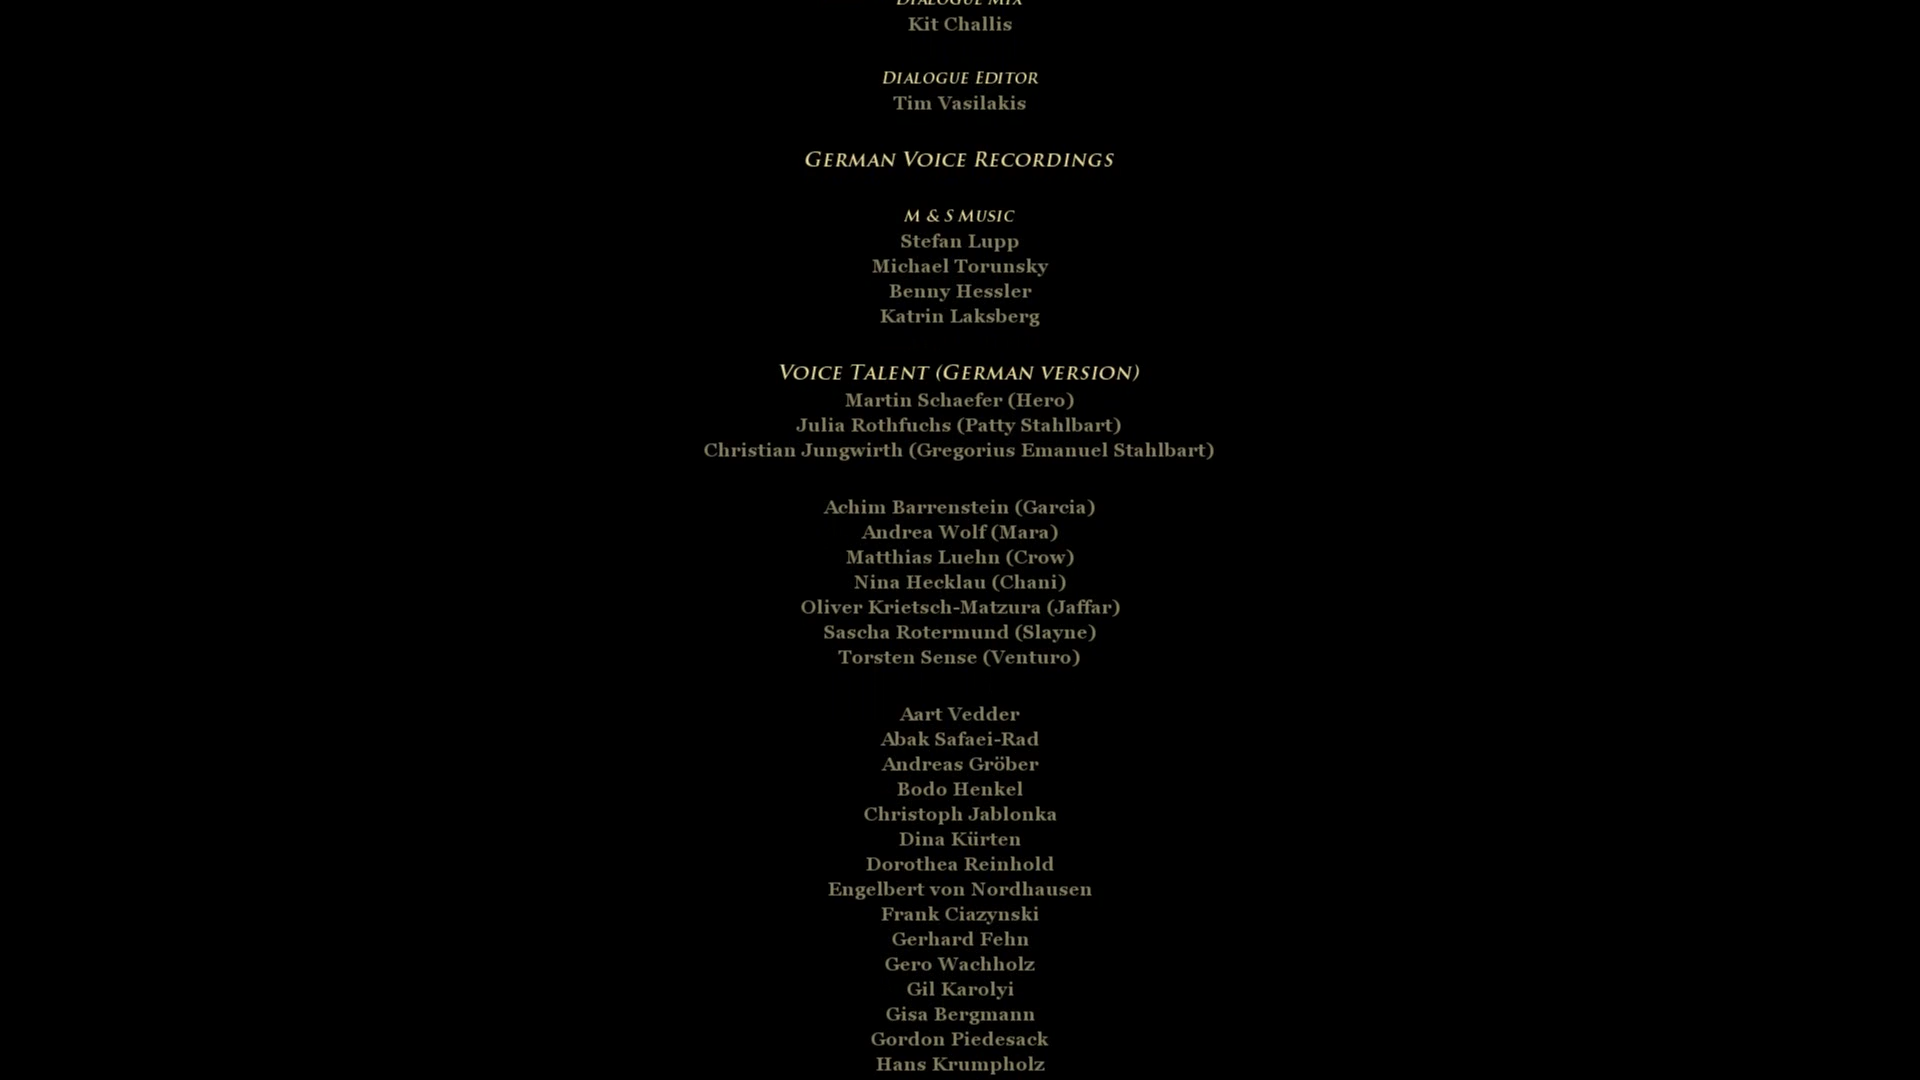 DIALOGUE MIX
Kit Challis
DIALOGUE EDITOR
Tim Vasilakis
GERMAN VOICE RECORDINGS
M & S MUSIC
Stefan Lupp
Michael Torunsky
Benny Hessler
Katrin Laksberg
VOICE TALENT (GERMAN VERSION)
Martin Schaefer (Hero)
Julia Rothfuchs (Patty Stahlbart)
Christian Jungwirth (Gregorius Emanuel Stahlbart)
Achim Barrenstein (Garcia)
Andrea Wolf (Mara)
Matthias Luehn (Crow)
Nina Hecklau (Chani)
Oliver Krietsch-Matzura (Jaffar)
Sascha Rotermund (Slayne)
Torsten Sense (Venturo)
Aart Vedder
Abak Safaei-Rad
Andreas Gröber
Bodo Henkel
Christoph Jablonka
Dina Kürten
Dorothea Reinhold
Engelbert von Nordhausen
Frank Ciazynski
Gerhard Fehn
Gero Wachholz
Gil Karolyi
Gisa Bergmann
Gordon Piedesack
Hans Krumpholz